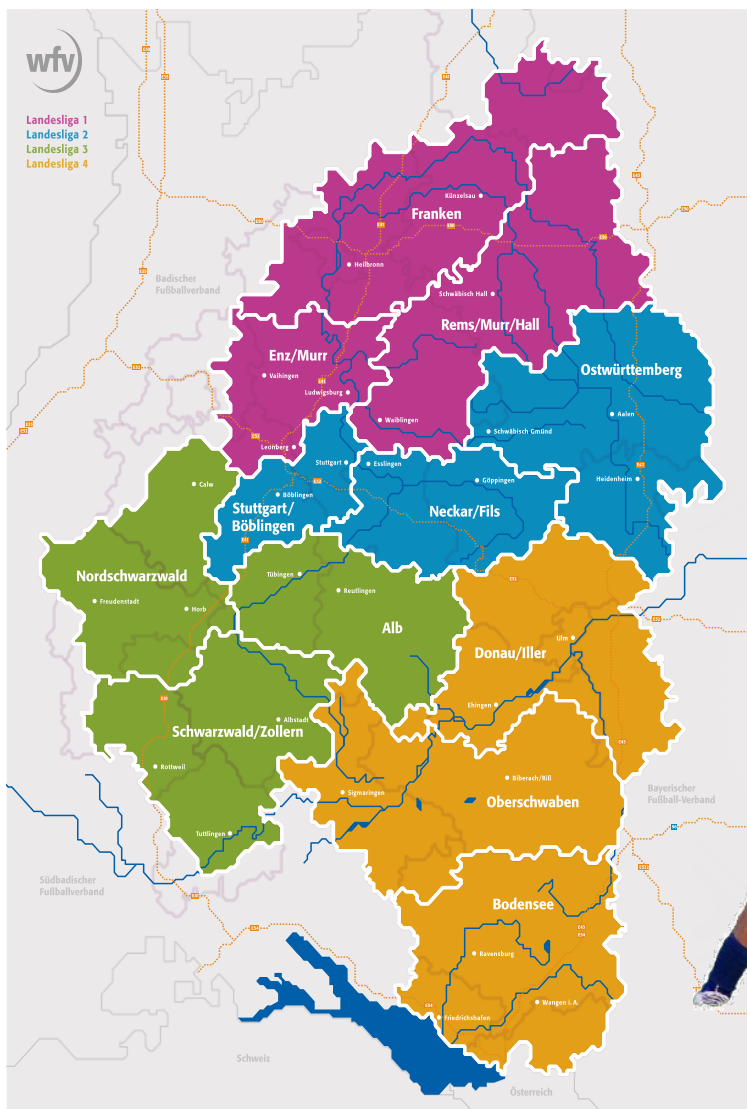 wfv
Landesliga 1
Landesliga 2
Landesliga 3
Landesliga 4
Künzelsau
Franken
Heilbronn
Badischer
Fußballverband
Schwäbisch Hall
Rems/Murr/Hall
Enz/Murr
Vaihingen
Ludwigsburg
Ostwürttemberg
Waiblingen
Aalen
Schwäbisch Gmünd
Leonberg
Stuttgart
Esslingen
Calw
Göppingen
Heidenheim
Böblingen
Stuttgart/
Böblingen
Neckar/Fils
Nordschwarzwald
Tübingen
Reutlingen
Freudenstadt
Horb
Alb
Ulm
Donau/Iller
Ehingen
Albstadt
Schwarzwald/Zollern
Rottweil
Biberach/Riß
Sigmaringen
Oberschwaben
Bayerischer
Fußball-Verband
Tuttlingen
Südbadischer
Fußballverband
Bodensee
Ravensburg
Wangen i. A.
Friedrichshafen
Schweiz
Österreich